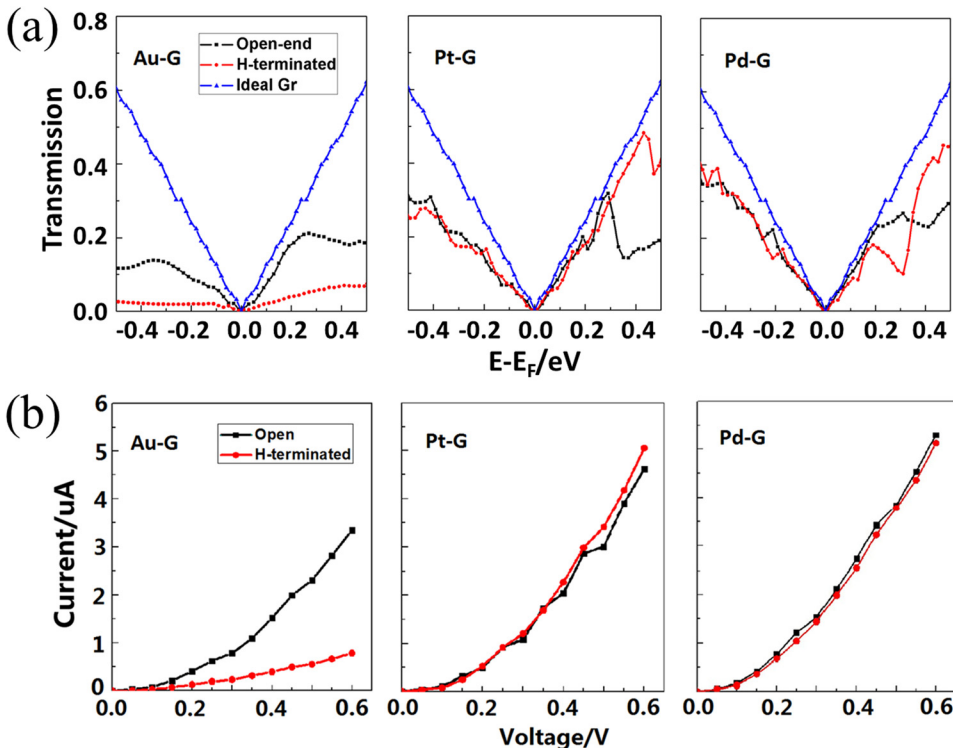 (a)
Au-G
Open-end
H-terminated
Ideal Gr
Pt-G
Pd-G
Transmission
0.8
0.6
0.4
0.2
0.0
-0.4 -0.2 0.0 0.2 0.4
-0.4 -0.2 0.0 0.2 0.4
-0.4 -0.2 0.0 0.2 0.4
E-EF/eV
(b)
Au-G
Open
H-terminated
Pt-G
Pd-G
Current/uA
6
5
4
3
2
1
0
0.0 0.2 0.4 0.6
0.0 0.2 0.4 0.6
0.0 0.2 0.4 0.6
Voltage/V